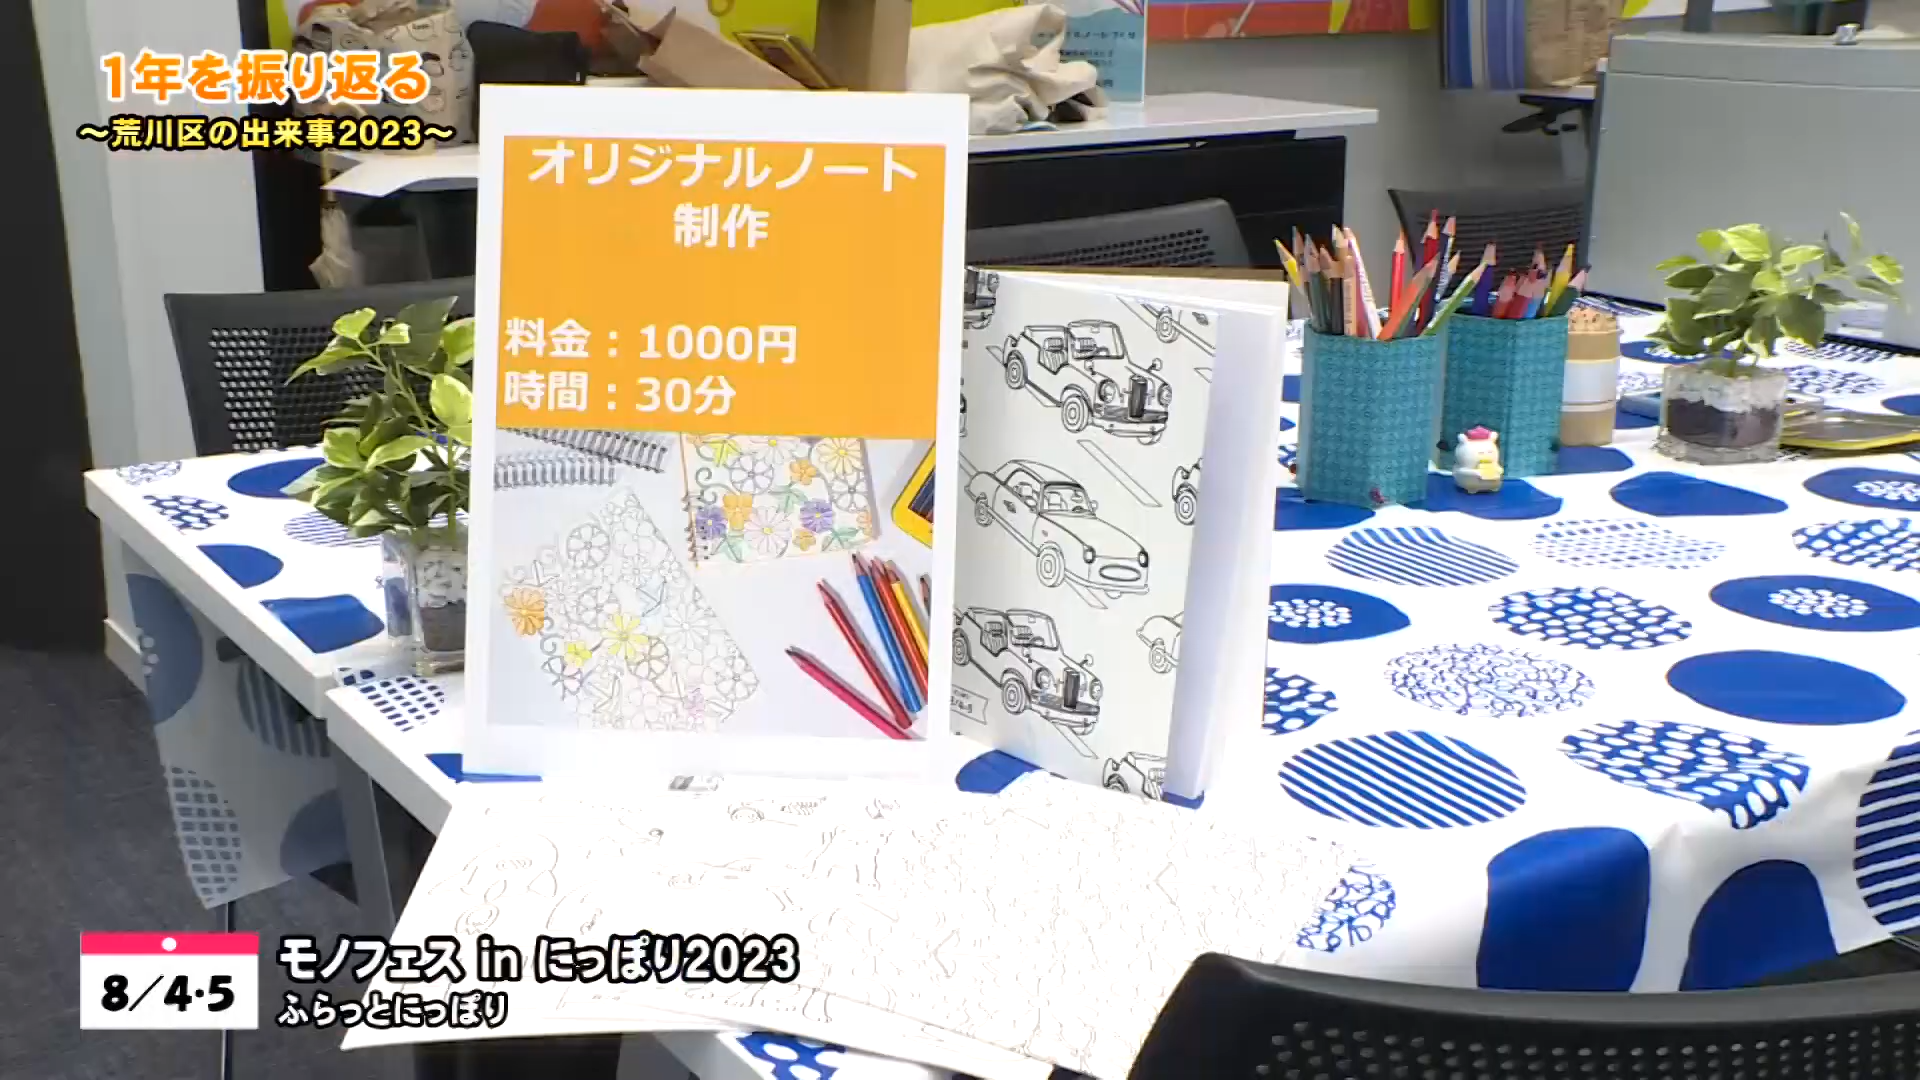 1年を振り返る
～荒川区の出来事2023～
オリジナルノート
制作
料金：1000円
時間：30分
8／4・5
モノフェス in にっぽり2023
ふらっとにっぽり